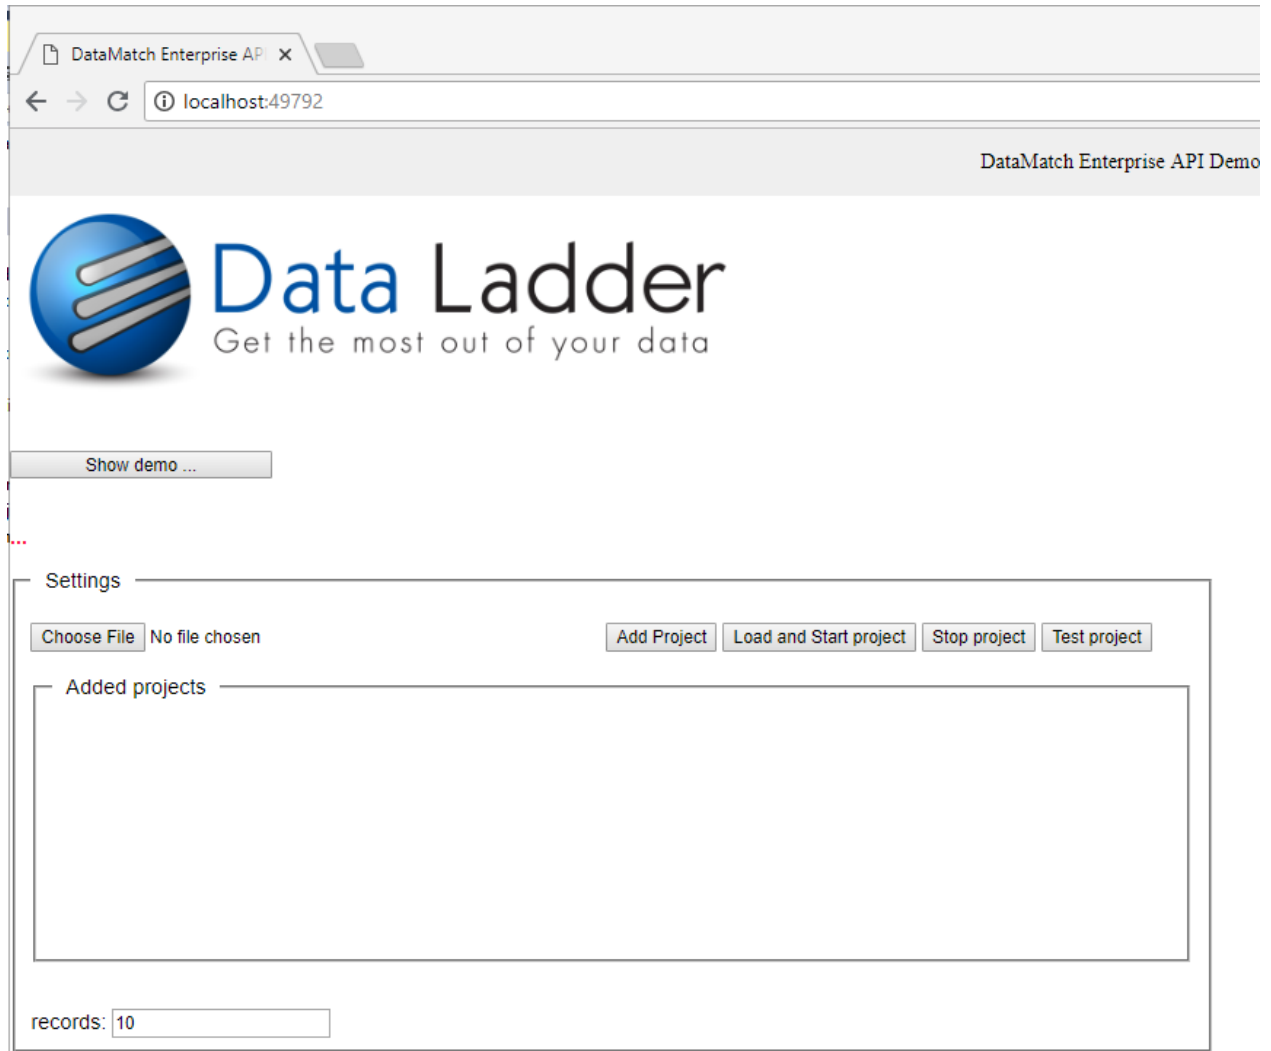 DataMatch Enterprise AP
localhost:49792
DataMatch Enterprise API Demo
Data Ladder
Get the most out of your data
Show demo ...
...
Settings
Choose File No file chosen Add Project Load and Start project Stop project Test project
Added projects
records: 10